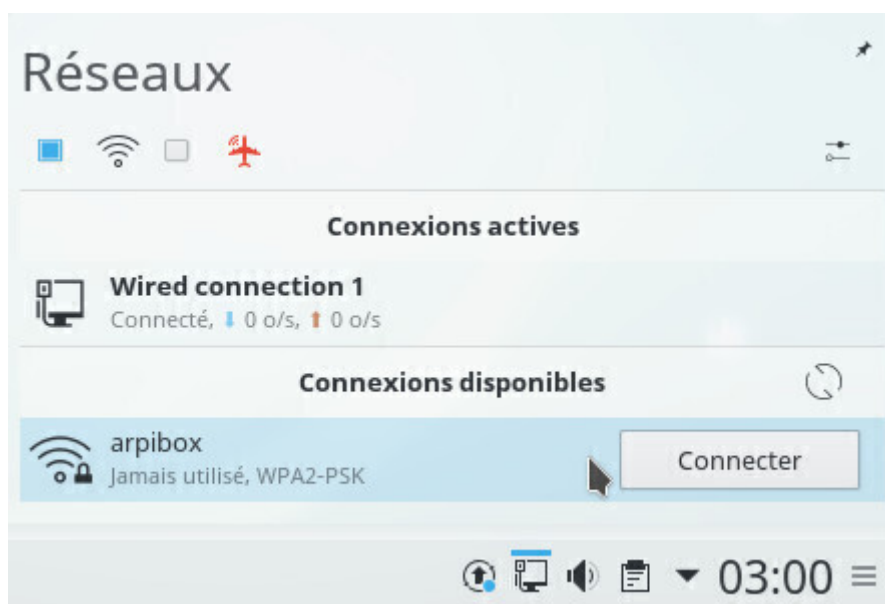 Réseaux
Connexions actives
Wired connection 1
Connecté, ⬇ 0 o/s, ⬆ 0 o/s
Connexions disponibles
arpibox
Jamais utilisé, WPA2-PSK
Connecter
03:00